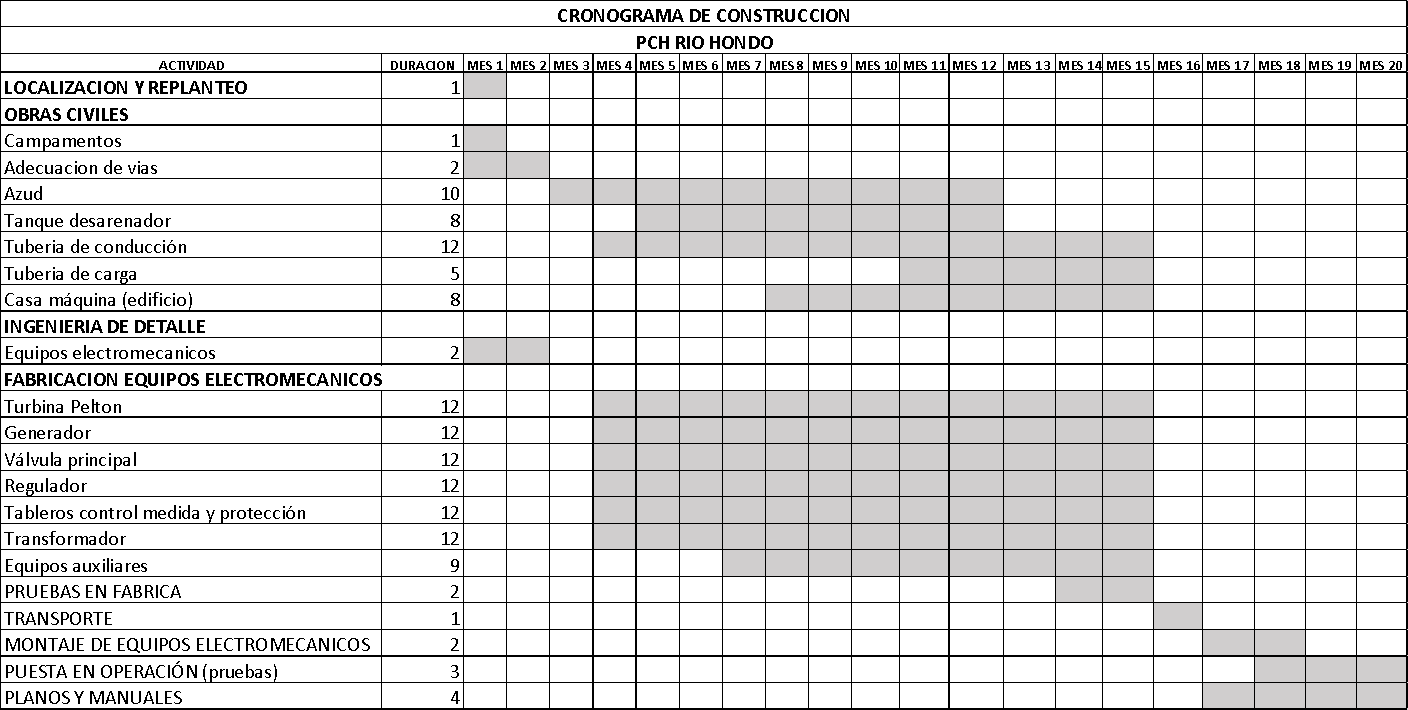 CRONOGRAMA DE CONSTRUCCION
PCH RIO HONDO
ACTIVIDAD DURACION MES 1 MES 2 MES 3 MES 4 MES 5 MES 6 MES 7 MES 8 MES 9 MES 10 MES 11 MES 12 MES 13 MES 14 MES 15 MES 16 MES 17 MES 18 MES 19 MES 20
LOCALIZACION Y REPLANTEO 1
OBRAS CIVILES
Campamentos 1
Adecuacion de vias 2
Azud 10
Tanque desarenador 8
Tuberia de conducción 12
Tuberia de carga 5
Casa máquina (edificio) 8
INGENIERIA DE DETALLE
Equipos electromecanicos 2
FABRICACION EQUIPOS ELECTROMECANICOS
Turbina Pelton 12
Generador 12
Válvula principal 12
Regulador 12
Tableros control medida y protección 12
Transformador 12
Equipos auxiliares 9
PRUEBAS EN FABRICA 2
TRANSPORTE 1
MONTAJE DE EQUIPOS ELECTROMECANICOS 2
PUESTA EN OPERACIÓN (pruebas) 3
PLANOS Y MANUALES 4